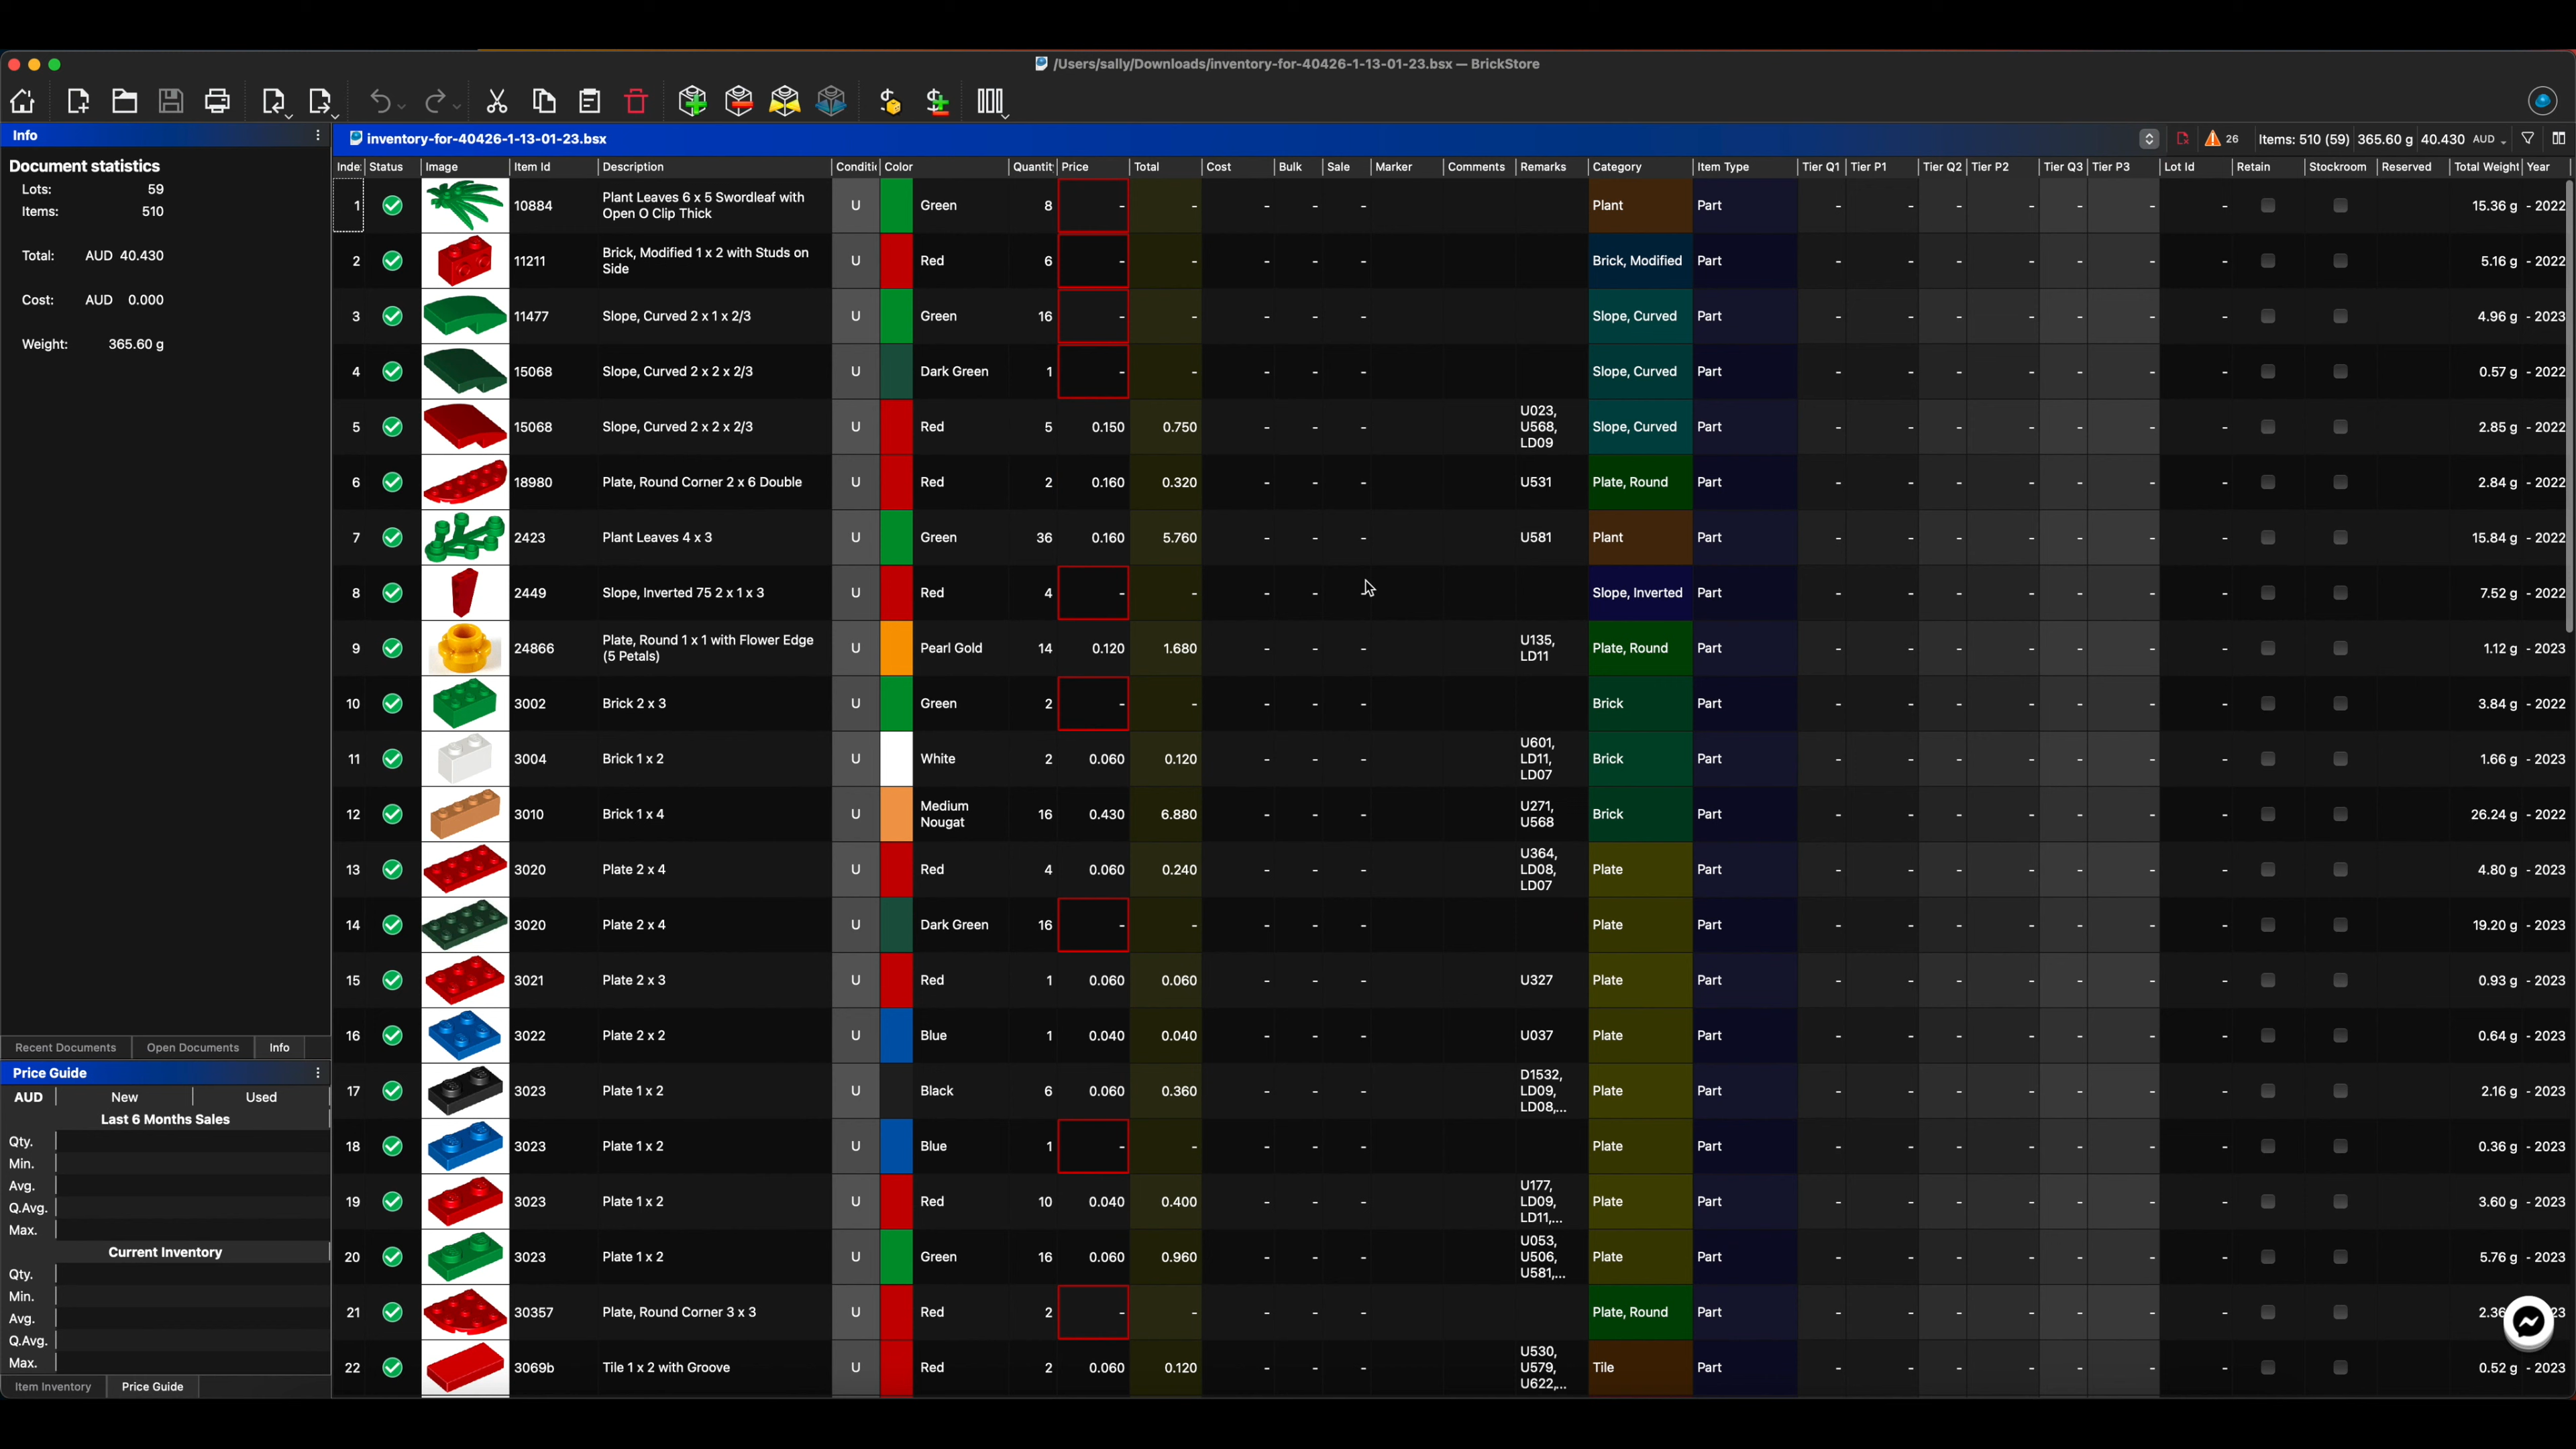 /Users/sally/Downloads/inventory-for-40426-1-13-01-23.bsx — BrickStore
Info
Document statistics
Lots: 59
Items: 510
Total: AUD 40.430
Cost: AUD 0.000
Weight: 365.60 g
Recent Documents Open Documents Info
Price Guide
AUD New Used
Last 6 Months Sales
Qty.
Min.
Avg.
Q.Avg.
Max.
Current Inventory
Qty.
Min.
Avg.
Q.Avg.
Max.
Item Inventory Price Guide
inventory-for-40426-1-13-01-23.bsx 26 Items: 510 (59) 365.60 g 40.430 AUD
Inde: Status Image Item Id Description Conditi Color Quantit Price Total Cost Bulk Sale Marker Comments Remarks Category Item Type Tier Q1 Tier P1 Tier Q2 Tier P2 Tier Q3 Tier P3 Lot Id Retain Stockroom Reserved Total Weight Year
1 10884 Plant Leaves 6 x 5 Swordleaf with U Green 8 - - - - - Plant Part - - - - - - - 15.36 g - 2022
Open O Clip Thick
2 11211 Brick, Modified 1 x 2 with Studs on U Red 6 - - - - - Brick, Modified Part - - - - - - - 5.16 g - 2022
Side
3 11477 Slope, Curved 2 x 1 x 2/3 U Green 16 - - - - - Slope, Curved Part - - - - - - - 4.96 g - 2023
4 15068 Slope, Curved 2 x 2 x 2/3 U Dark Green 1 - - - - - Slope, Curved Part - - - - - - - 0.57 g - 2022
5 15068 Slope, Curved 2 x 2 x 2/3 U Red 5 0.150 0.750 - - - U023, U568, LD09 Slope, Curved Part - - - - - - - 2.85 g - 2022
6 18980 Plate, Round Corner 2 x 6 Double U Red 2 0.160 0.320 - - - U531 Plate, Round Part - - - - - - - 2.84 g - 2022
7 2423 Plant Leaves 4 x 3 U Green 36 0.160 5.760 - - - U581 Plant Part - - - - - - - 15.84 g - 2022
8 2449 Slope, Inverted 75 2 x 1 x 3 U Red 4 - - - - - Slope, Inverted Part - - - - - - - 7.52 g - 2022
9 24866 Plate, Round 1 x 1 with Flower Edge U Pearl Gold 14 0.120 1.680 - - - U135, LD11 Plate, Round Part - - - - - - - 1.12 g - 2023
(5 Petals)
10 3002 Brick 2 x 3 U Green 2 - - - - - Brick Part - - - - - - - 3.84 g - 2022
11 3004 Brick 1 x 2 U White 2 0.060 0.120 - - - U601, LD11, LD07 Brick Part - - - - - - - 1.66 g - 2023
12 3010 Brick 1 x 4 U Medium Nougat 16 0.430 6.880 - - - U271, U568 Brick Part - - - - - - - 26.24 g - 2022
13 3020 Plate 2 x 4 U Red 4 0.060 0.240 - - - U364, LD08, LD07 Plate Part - - - - - - - 4.80 g - 2023
14 3020 Plate 2 x 4 U Dark Green 16 - - - - - Plate Part - - - - - - - 19.20 g - 2023
15 3021 Plate 2 x 3 U Red 1 0.060 0.060 - - - U327 Plate Part - - - - - - - 0.93 g - 2023
16 3022 Plate 2 x 2 U Blue 1 0.040 0.040 - - - U037 Plate Part - - - - - - - 0.64 g - 2023
17 3023 Plate 1 x 2 U Black 6 0.060 0.360 - - - D1532, LD09, LD08,... Plate Part - - - - - - - 2.16 g - 2023
18 3023 Plate 1 x 2 U Blue 1 - - - - - Plate Part - - - - - - - 0.36 g - 2023
19 3023 Plate 1 x 2 U Red 10 0.040 0.400 - - - U177, LD09, LD11,... Plate Part - - - - - - - 3.60 g - 2023
20 3023 Plate 1 x 2 U Green 16 0.060 0.960 - - - U053, U506, U581,... Plate Part - - - - - - - 5.76 g - 2023
21 30357 Plate, Round Corner 3 x 3 U Red 2 - - - - - Plate, Round Part - - - - - - - 2.36 23
22 3069b Tile 1 x 2 with Groove U Red 2 0.060 0.120 - - - U530, U579, U622,... Tile Part - - - - - - - 0.52 g - 2023